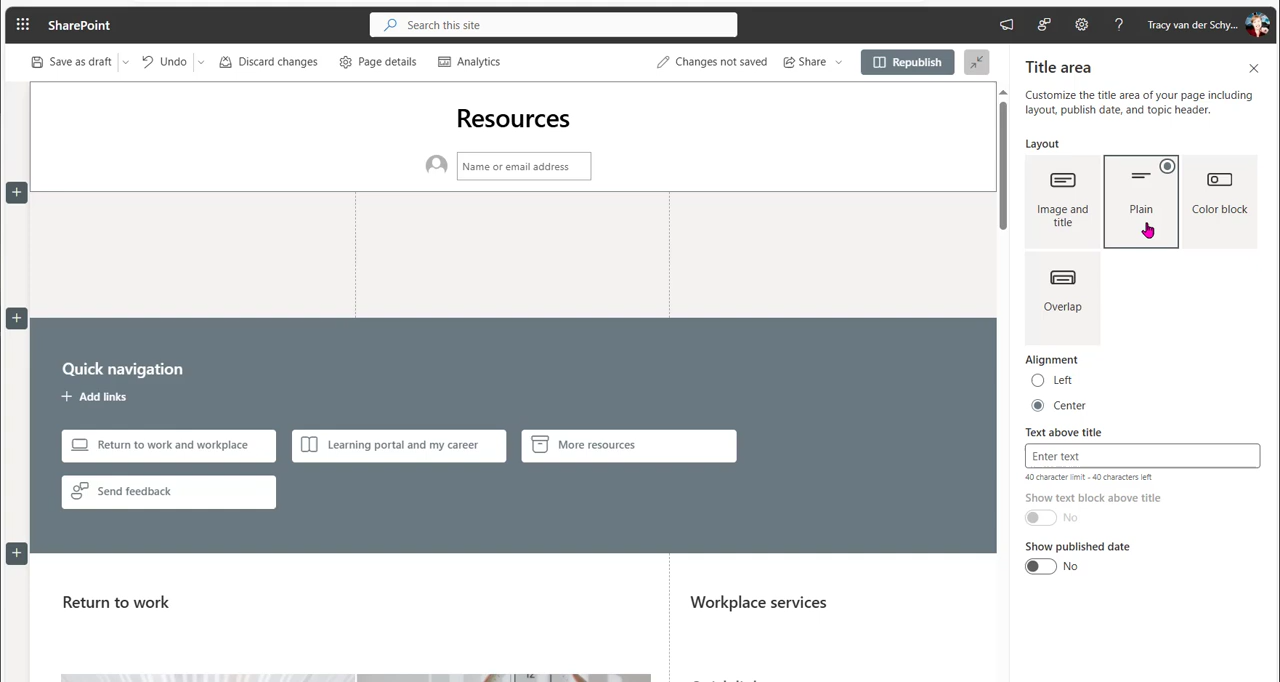 SharePoint
Search this site
Tracy van der Schy...
Save as draft
Undo
Discard changes
Page details
Analytics
Changes not saved
Share
Republish
Resources
Name or email address
Quick navigation
Add links
Return to work and workplace
Learning portal and my career
More resources
Send feedback
Return to work
Workplace services
Title area
Customize the title area of your page including
layout, publish date, and topic header.
Layout
Image and
title
Plain
Color block
Overlap
Alignment
Left
Center
Text above title
Enter text
40 character limit - 40 characters left
Show text block above title
No
Show published date
No